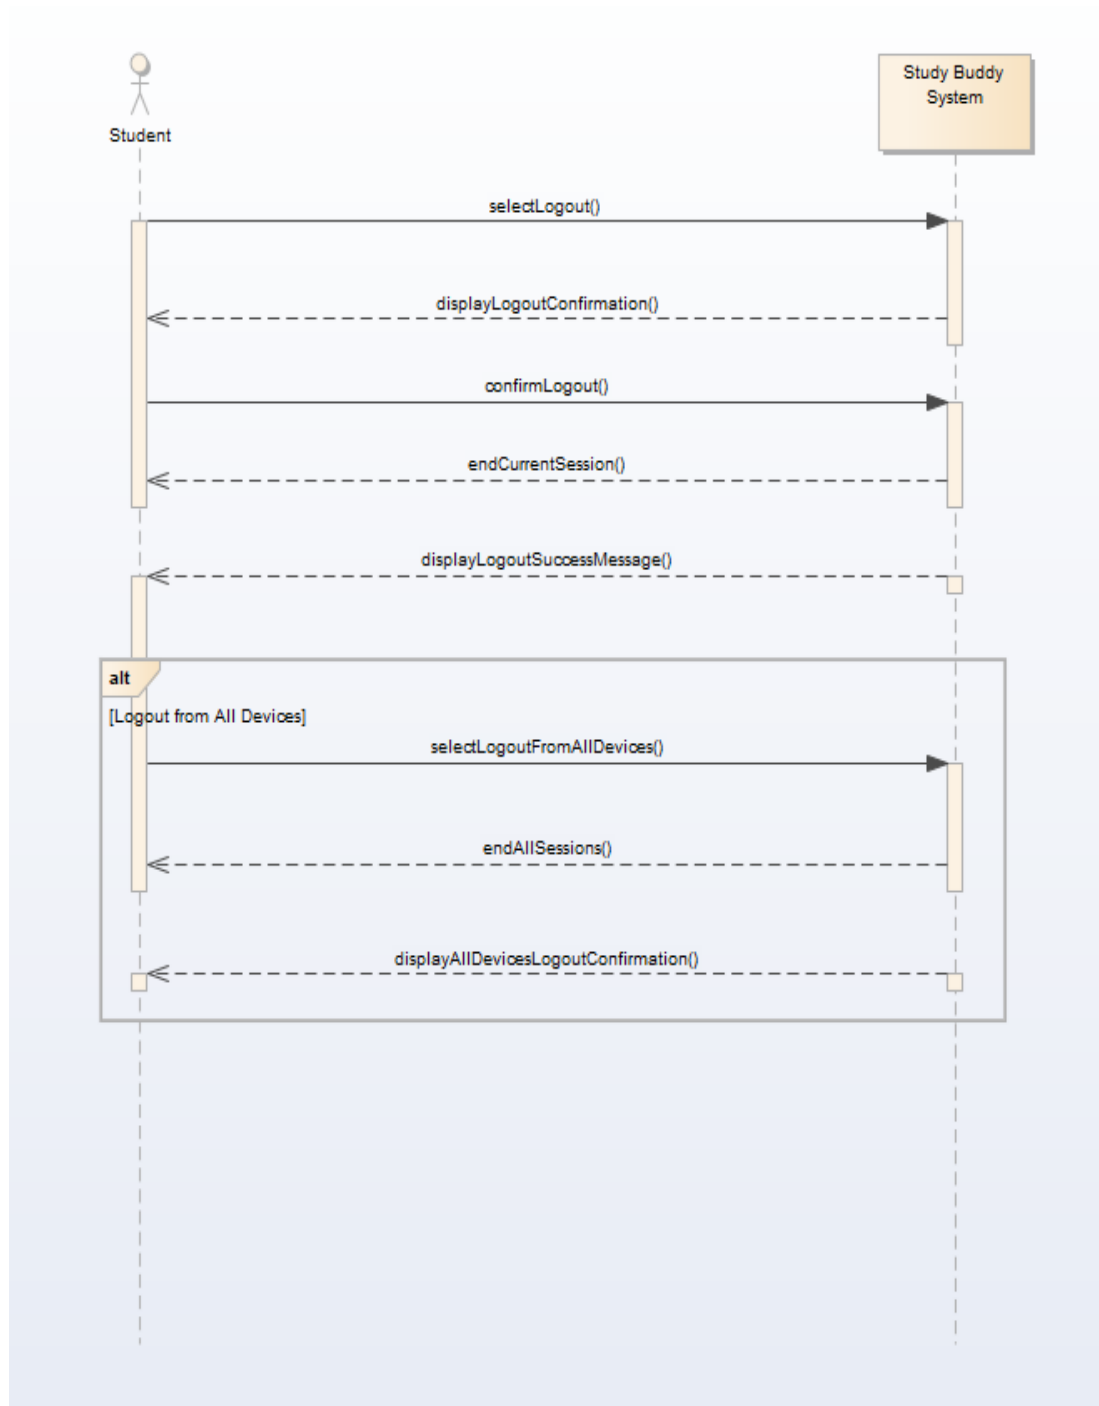 Student
Study Buddy
System
selectLogout()
displayLogoutConfirmation()
confirmLogout()
endCurrentSession()
displayLogoutSuccessMessage()
alt
[Logout from All Devices]
selectLogoutFromAllDevices()
endAllSessions()
displayAllDevicesLogoutConfirmation()